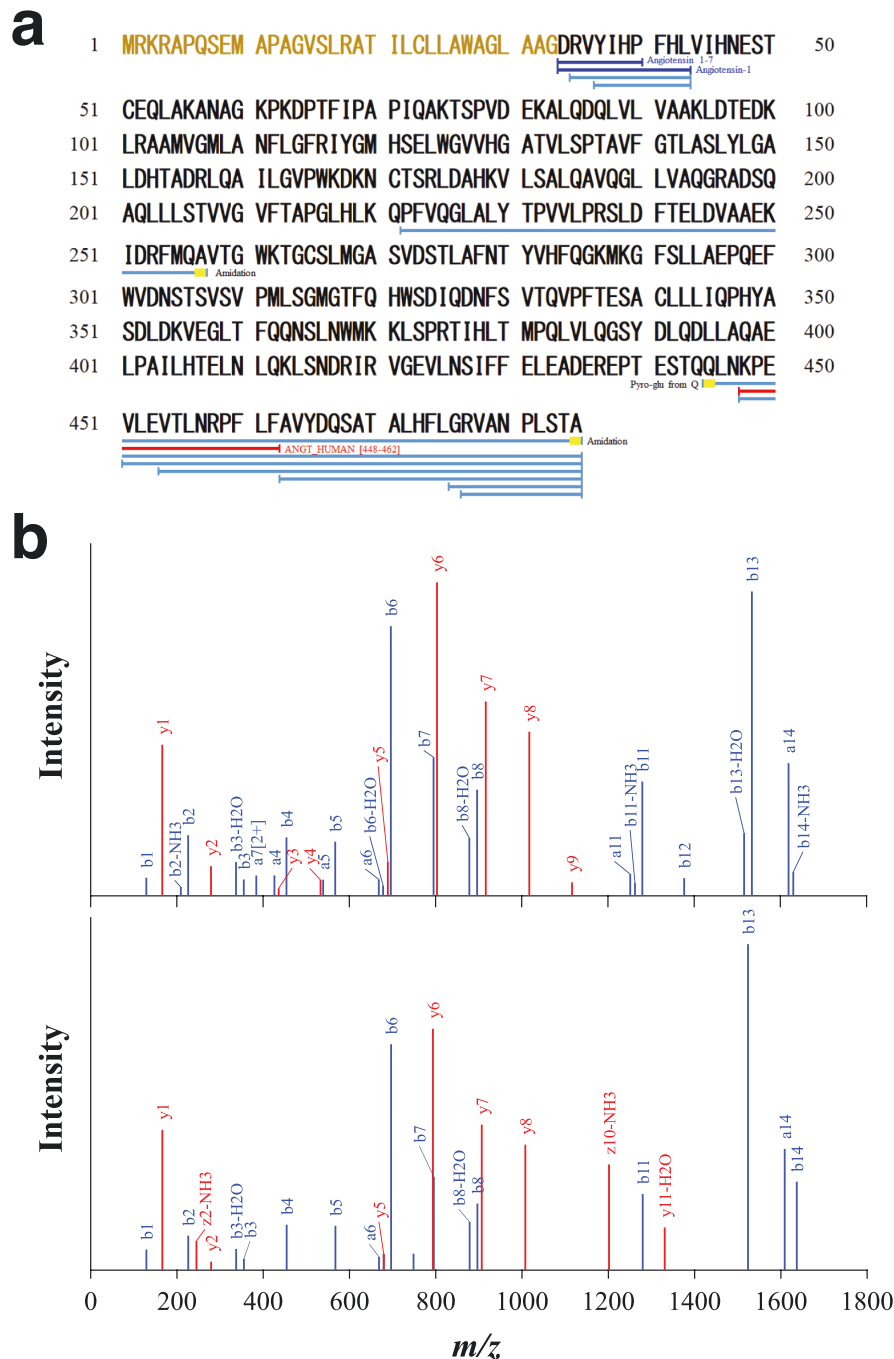 a
1 MRKRAPQSEM APAGVSLRAT ILCLLAWAGL AAGDRVYIHP FHLVIHNEST 50
Angiotensin 1-7
Angiotensin-1
51 CEQLAKANAG KPKDPTFIPA PIQAKTSPVD EKALQDQLVL VAAKLDTEDK 100
101 LRAAMVGMLA NFLGFRIYGM HSELWGVVHG ATVLSPTAVF GTLASLYLGA 150
151 LDHTADRLQA ILGVPWKDKN CTSRLDAHKV LSALQAVQGL LVAQGRADSQ 200
201 AQLLLSTVVG VFTAPGLHLK QPFVQGLALY TPVVLPRSLD FTELDVAAEK 250
251 IDRFMQAVTG WKTGCSLMGA SVDSTLAFNT YVHFQGKMKG FSLLAEPQEF 300
Amidation
301 WVDNSTSVSV PMLSGMGTFQ HWSDIQDNFS VTQVPFTESA CLLLIQPHYA 350
351 SDLDKVEGLT FQQNSLNWMK KLSPRTIHLT MPQLVLQGSY DLQDLLAQAE 400
401 LPAILHTELN LQKLSNDRIR VGEVLNSIFF ELEADEREPT ESTQQLNKPE 450
Pyro-glu from Q
451 VLEVTLNRPF LFAVYDQSAT ALHFLGRVAN PLSTA
Amidation
ANGT_HUMAN [448-462]
b
Intensity
b1
y1
b2-NH3
b2
y2
b3-H2O
b3
a7[2+]
a4
y3
b4
y4
a5
b5
a6
b6-H2O
y5
b6
b7
y6
b8-H2O
b8
y7
y8
y9
a11
b11-NH3
b11
b12
b13-H2O
b13
a14
b14-NH3
Intensity
b1
y1
b2
z2-NH3
y2
b3-H2O
b3
b4
b5
a6
y5
b6
b7
y6
b8-H2O
b8
y7
y8
z10-NH3
b11
y11-H2O
b13
a14
b14
0 200 400 600 800 1000 1200 1400 1600 1800
m/z